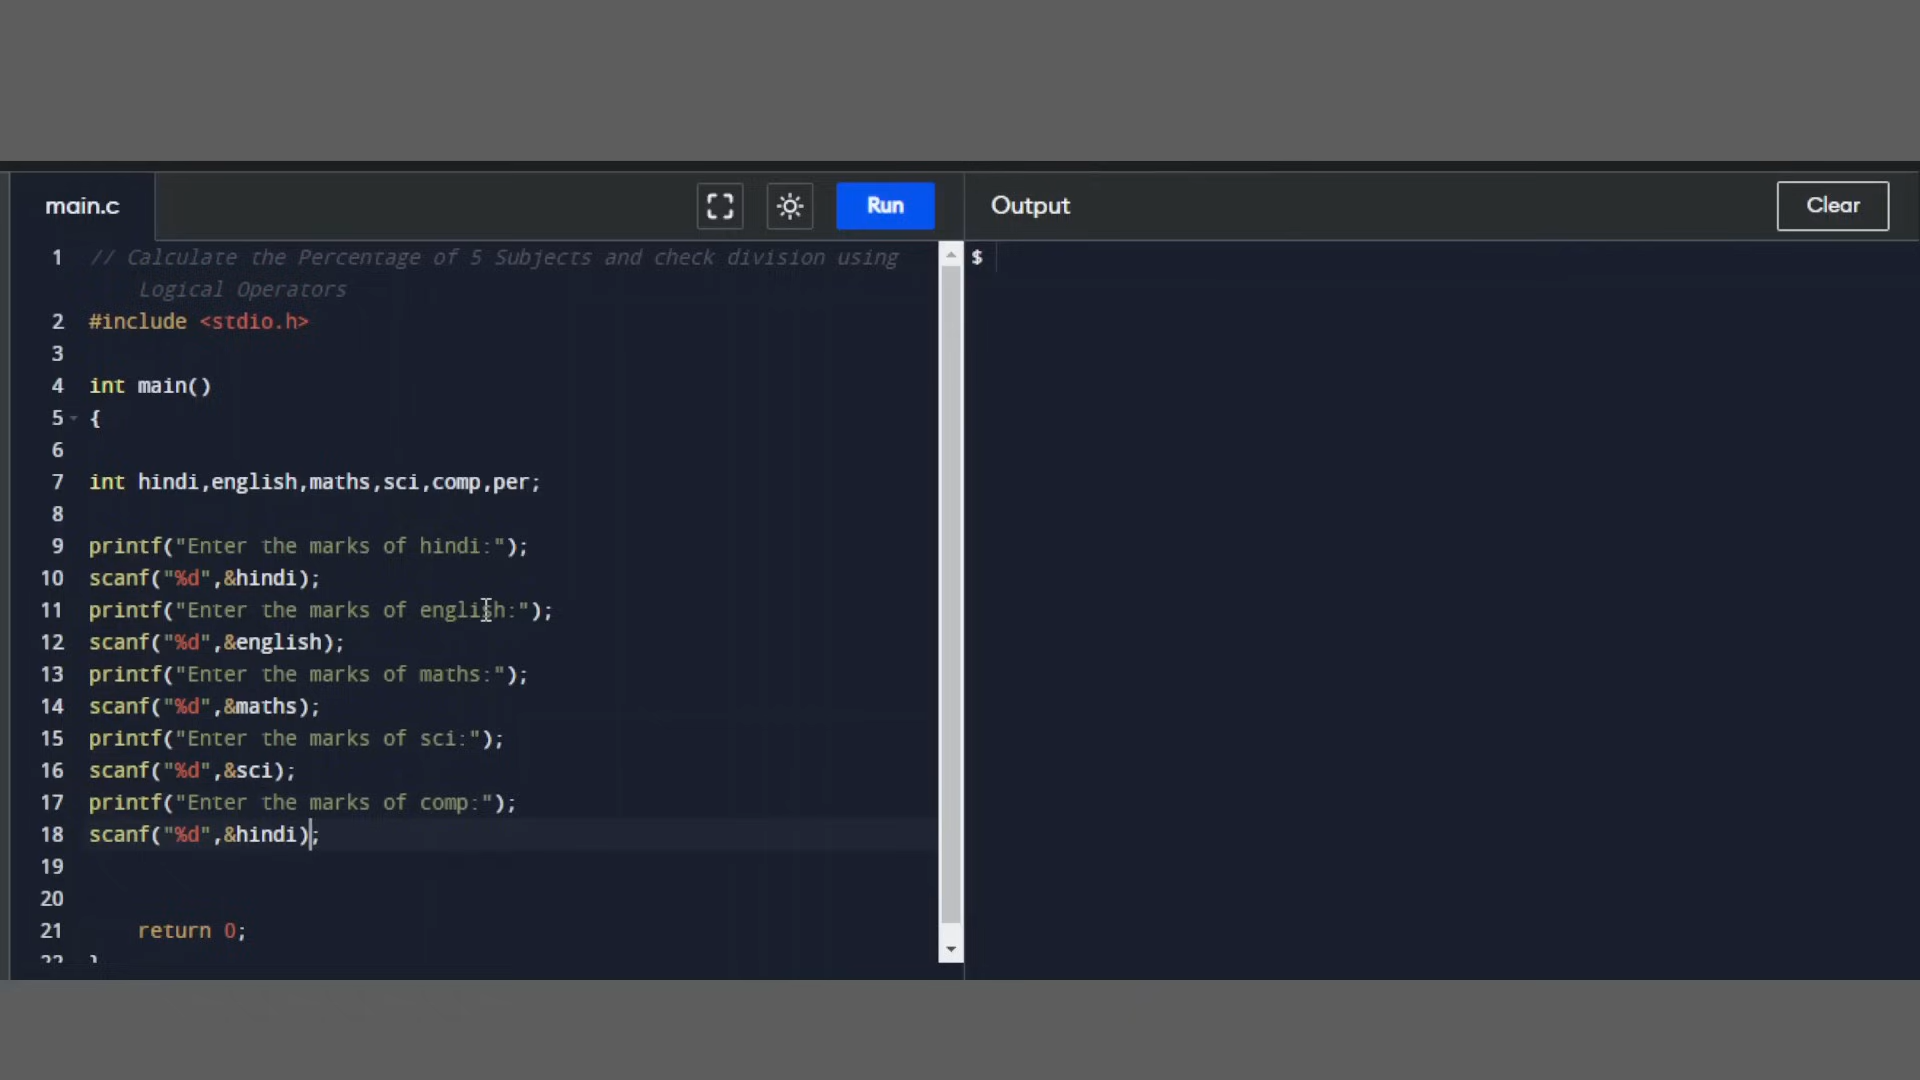 main.c
Run
Output
Clear
1 // Calculate the Percentage of 5 Subjects and check division using
Logical Operators
2 #include <stdio.h>
3
4 int main()
5 {
6
7 int hindi,english,maths,sci,comp,per;
8
9 printf("Enter the marks of hindi:");
10 scanf("%d",&hindi);
11 printf("Enter the marks of english:");
12 scanf("%d",&english);
13 printf("Enter the marks of maths:");
14 scanf("%d",&maths);
15 printf("Enter the marks of sci:");
16 scanf("%d",&sci);
17 printf("Enter the marks of comp:");
18 scanf("%d",&hindi);
19
20
21 return 0;
22 }
$